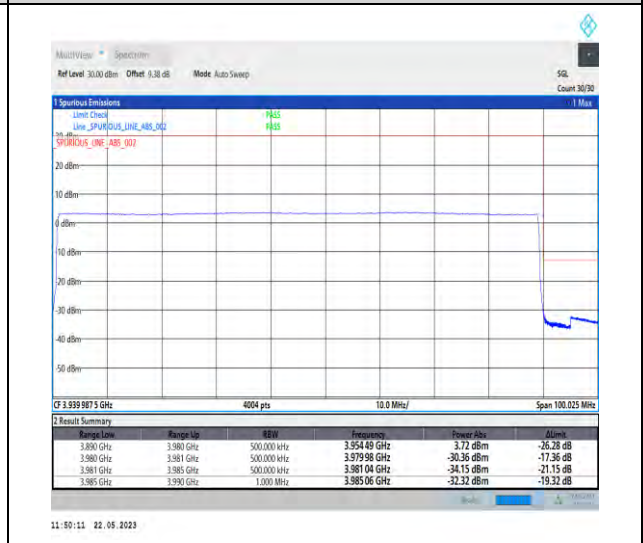 MultiView Spectrum
Ref Level 30.00 dBm Offset 9.38 dB Mode Auto Sweep SGL
Count 30/30
1 Spurious Emissions 1 Max
Limit Check PASS
Line _SPURIOUS_LINE_ABS_002 PASS
_SPURIOUS_LINE_ABS_002
20 dBm
10 dBm
0 dBm
-10 dBm
-20 dBm
-30 dBm
-40 dBm
-50 dBm
CF 3.939 987 5 GHz 4004 pts 10.0 MHz/ Span 100.025 MHz
2 Result Summary
Range Low Range Up RBW Frequency Power Abs ΔLimit
3.890 GHz 3.980 GHz 500.000 kHz 3.954 49 GHz 3.72 dBm -26.28 dB
3.980 GHz 3.981 GHz 500.000 kHz 3.979 98 GHz -30.36 dBm -17.36 dB
3.981 GHz 3.985 GHz 500.000 kHz 3.981 04 GHz -34.15 dBm -21.15 dB
3.985 GHz 3.990 GHz 1.000 MHz 3.985 06 GHz -32.32 dBm -19.32 dB
11:50:11 22.05.2023